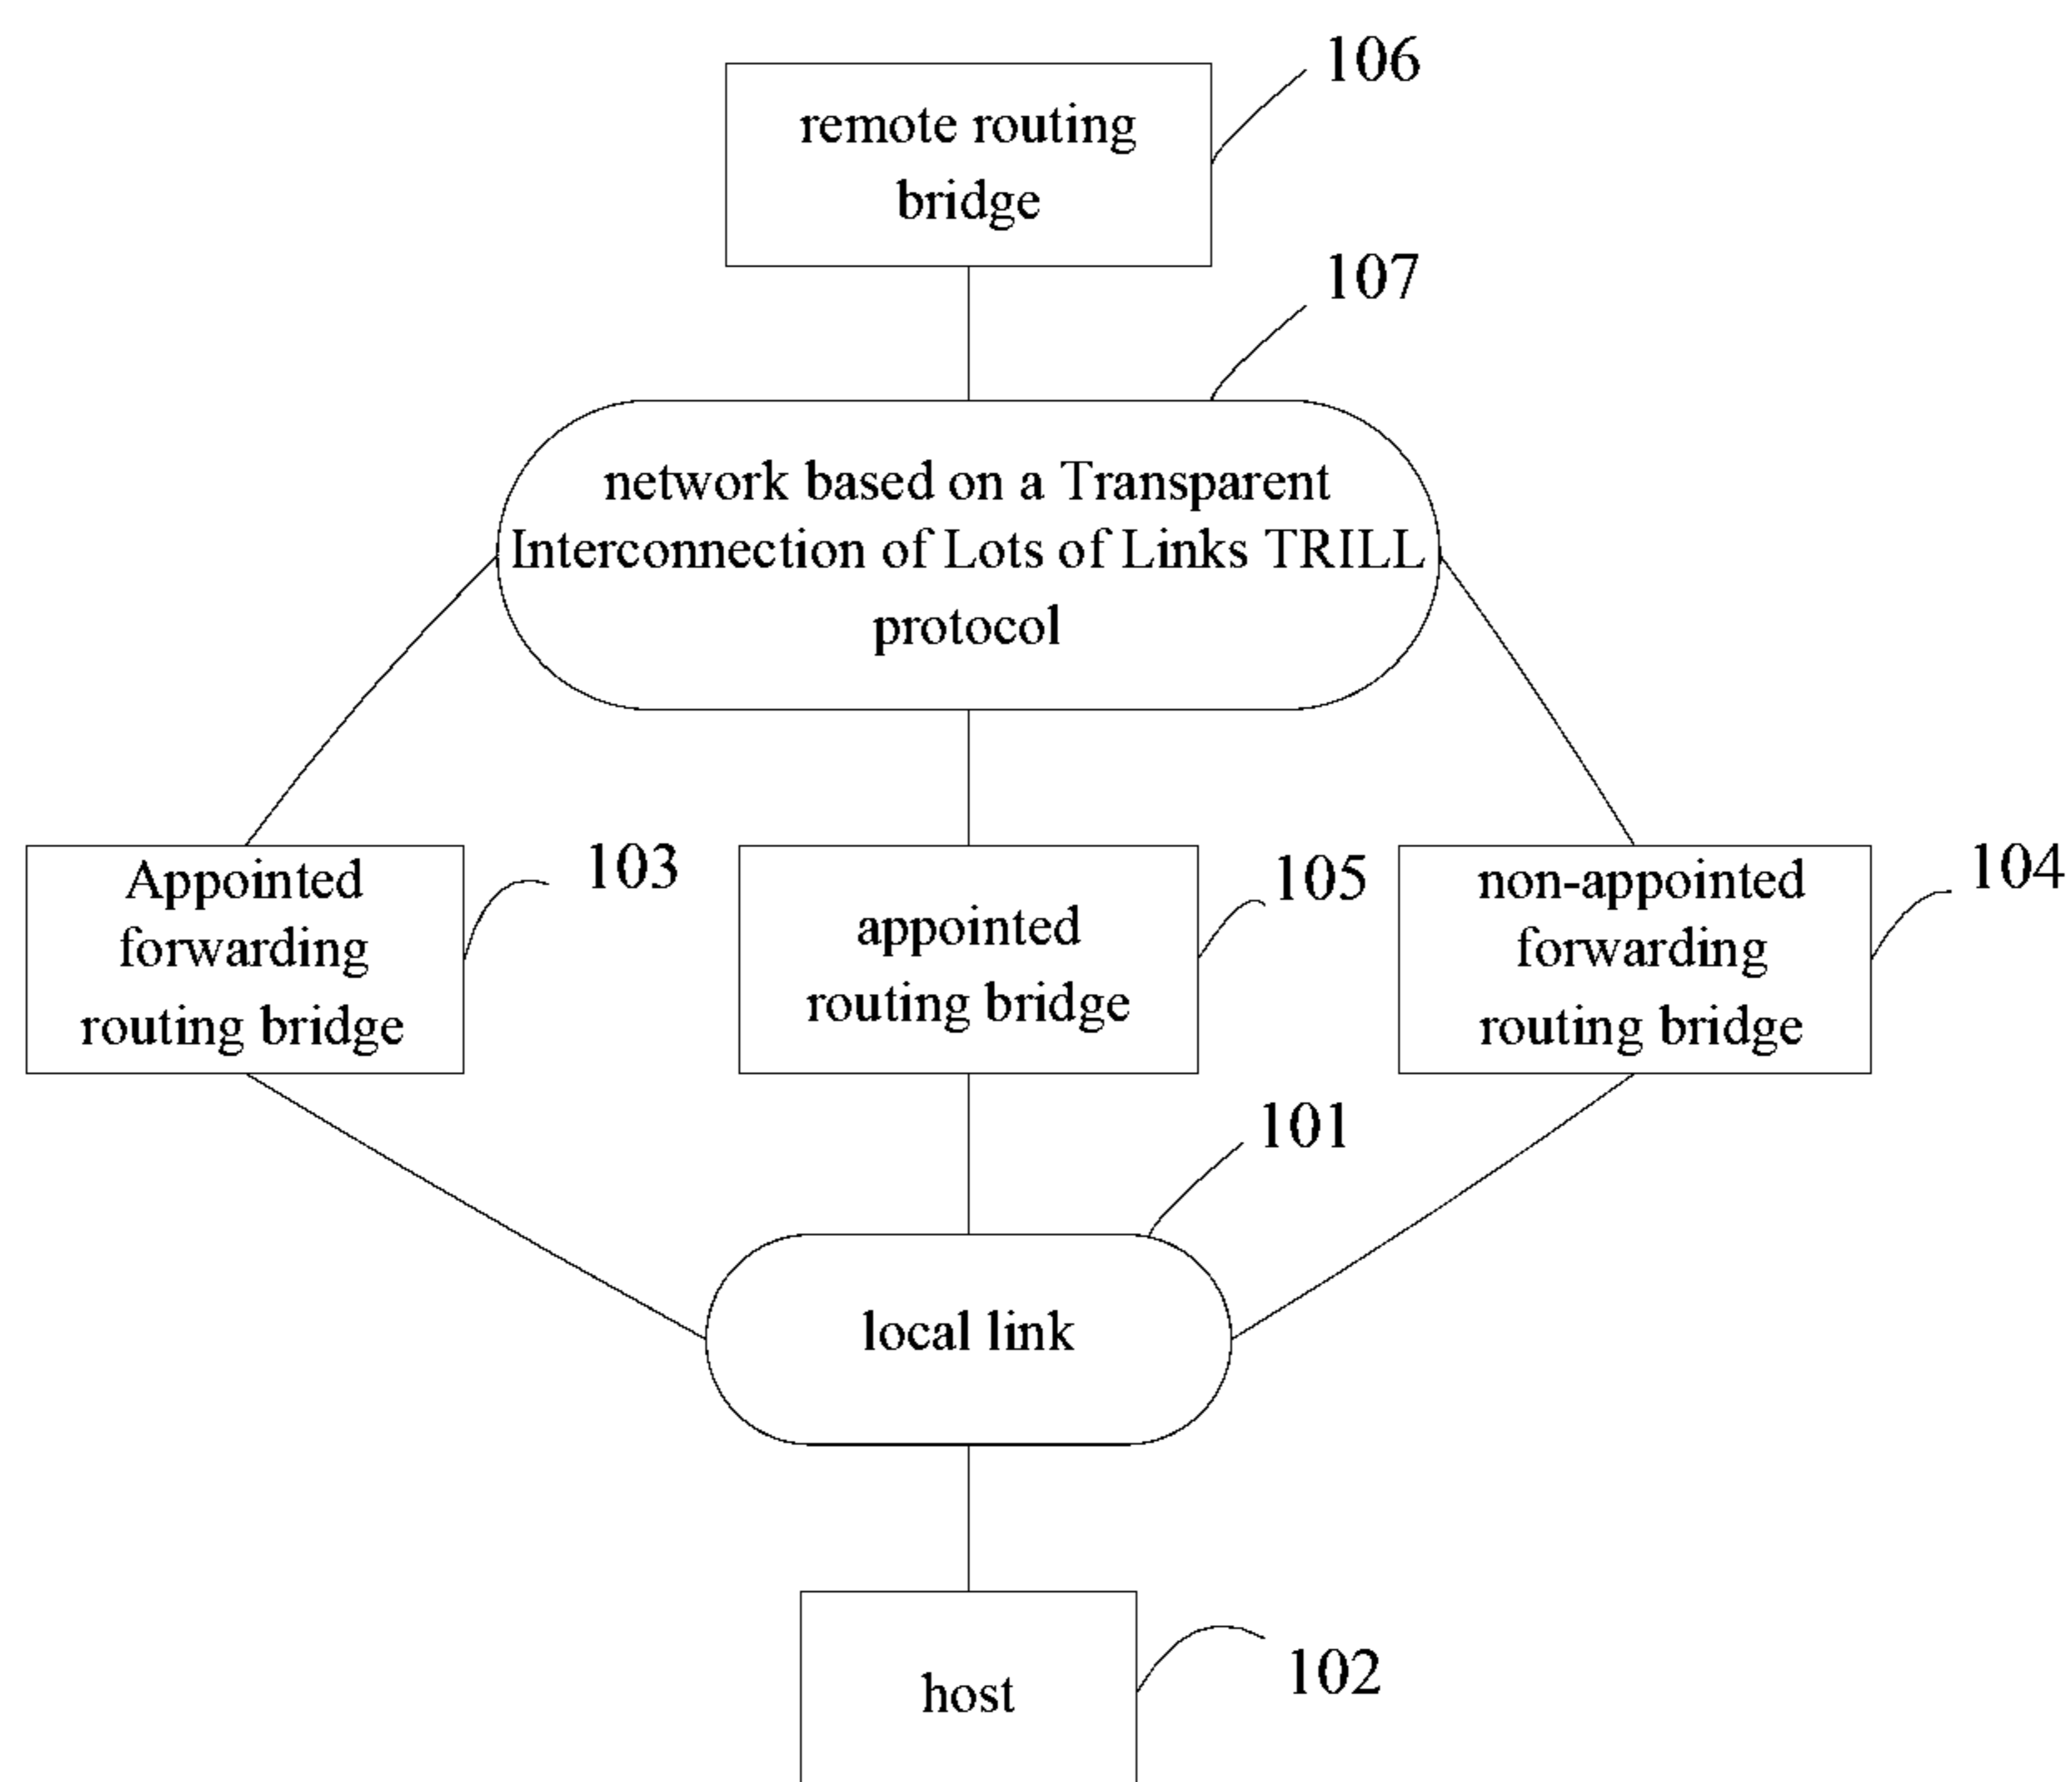 106
remote routing
bridge
107
network based on a Transparent
Interconnection of Lots of Links TRILL
protocol
Appointed
forwarding
routing bridge
103
appointed
routing bridge
105
non-appointed
forwarding
routing bridge
104
101
local link
host
102